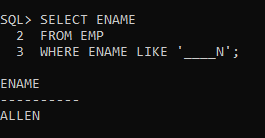 SQL> SELECT ENAME
  2  FROM EMP
  3  WHERE ENAME LIKE '____N';
ENAME
----------
ALLEN